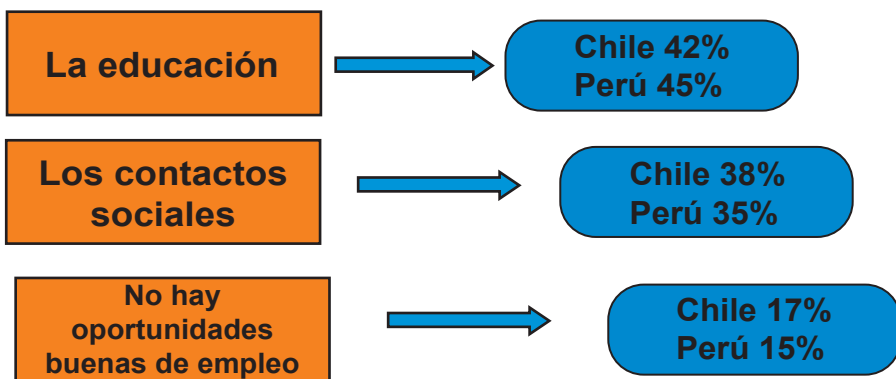 La educación
Chile 42%
Perú 45%
Los contactos
sociales
Chile 38%
Perú 35%
No hay
oportunidades
buenas de empleo
Chile 17%
Perú 15%